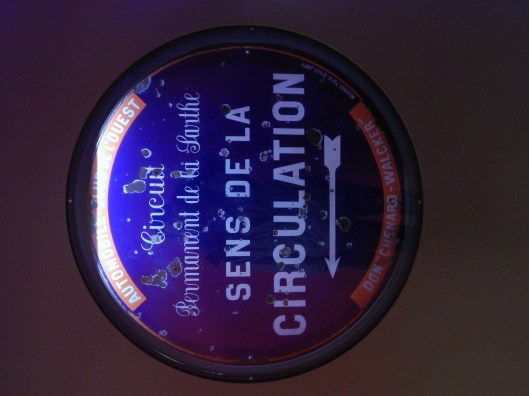 AUTOMOBILE CLUB DE L'OUEST
Circuit
Permanent de la Sarthe
SENS DE LA
CIRCULATION
DON CHENARD-WALCKER